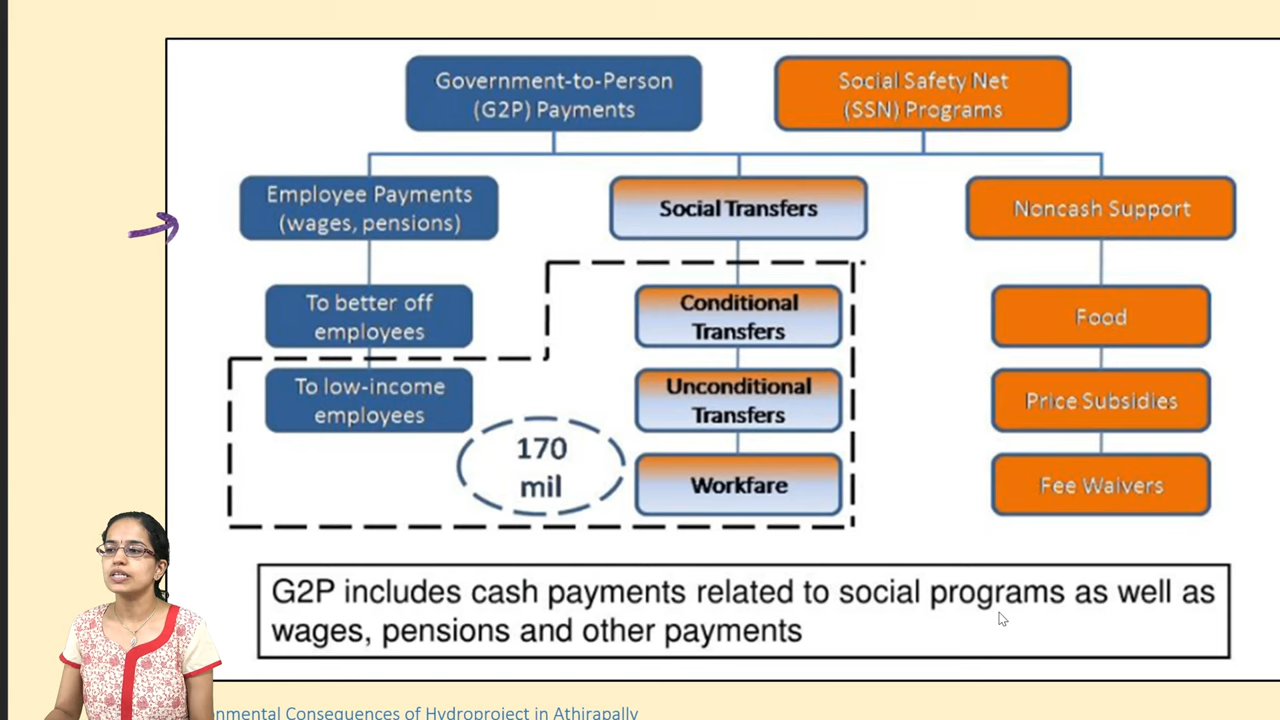 Government-to-Person
(G2P) Payments
Social Safety Net
(SSN) Programs
Employee Payments
(wages, pensions)
Social Transfers
Noncash Support
To better off
employees
Conditional
Transfers
Food
To low-income
employees
Unconditional
Transfers
Price Subsidies
170
mil
Workfare
Fee Waivers
G2P includes cash payments related to social programs as well as
wages, pensions and other payments
onmental Consequences of Hydroproject in Athirapally